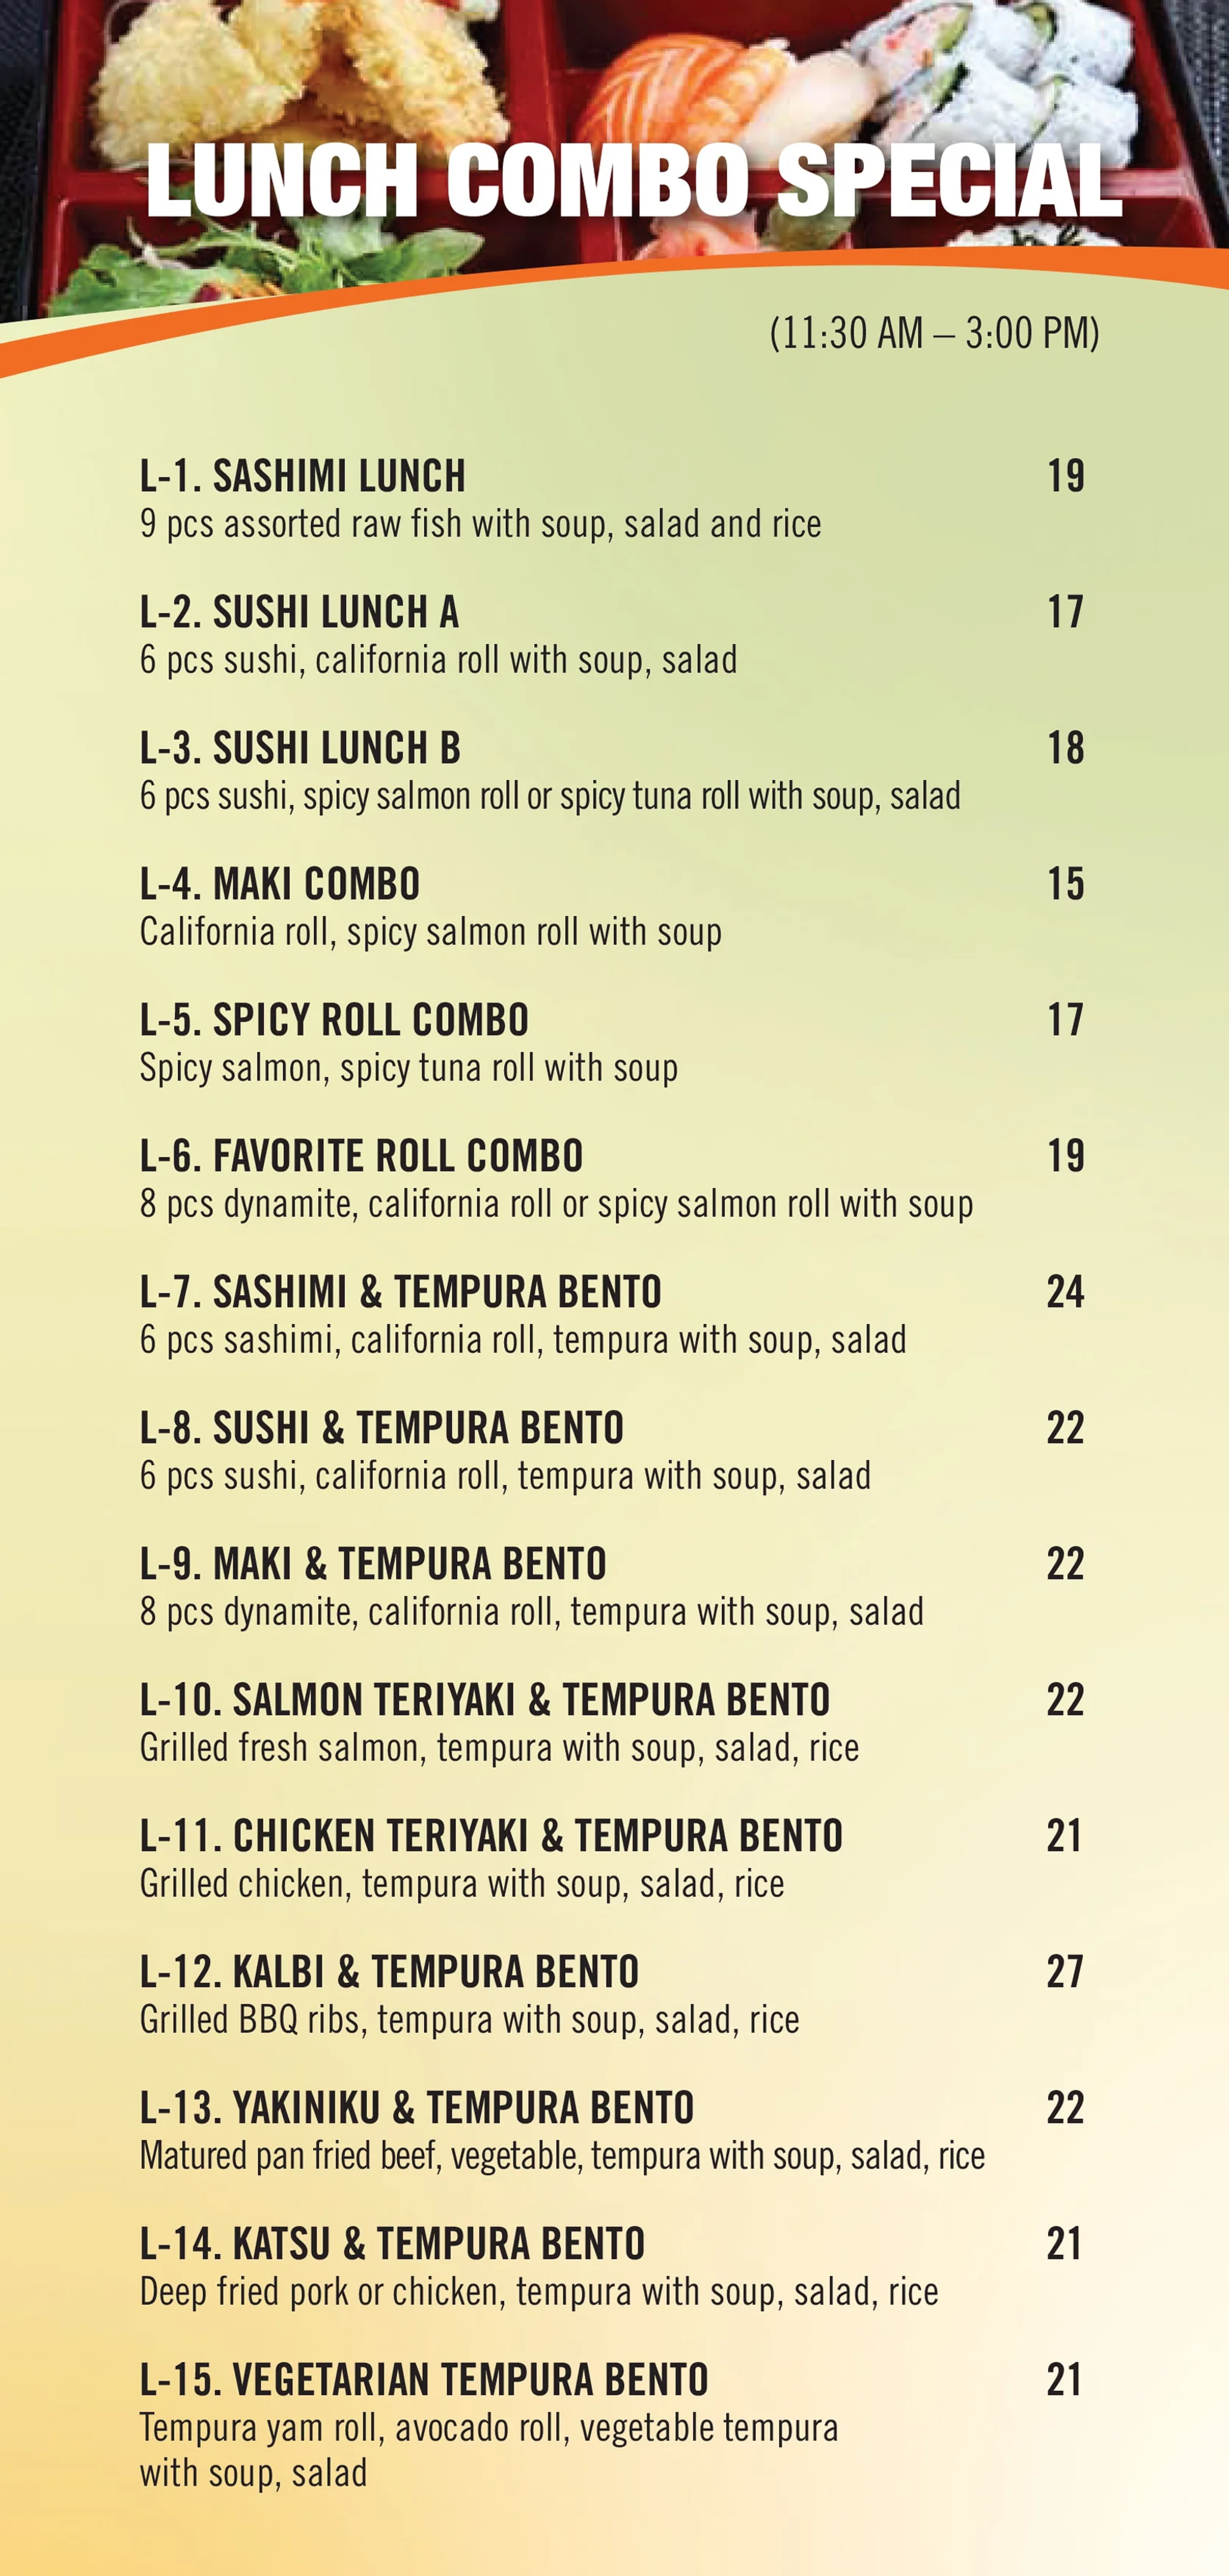 LUNCH COMBO SPECIAL
(11:30 AM – 3:00 PM)
L-1. SASHIMI LUNCH 19
9 pcs assorted raw fish with soup, salad and rice
L-2. SUSHI LUNCH A 17
6 pcs sushi, california roll with soup, salad
L-3. SUSHI LUNCH B 18
6 pcs sushi, spicy salmon roll or spicy tuna roll with soup, salad
L-4. MAKI COMBO 15
California roll, spicy salmon roll with soup
L-5. SPICY ROLL COMBO 17
Spicy salmon, spicy tuna roll with soup
L-6. FAVORITE ROLL COMBO 19
8 pcs dynamite, california roll or spicy salmon roll with soup
L-7. SASHIMI & TEMPURA BENTO 24
6 pcs sashimi, california roll, tempura with soup, salad
L-8. SUSHI & TEMPURA BENTO 22
6 pcs sushi, california roll, tempura with soup, salad
L-9. MAKI & TEMPURA BENTO 22
8 pcs dynamite, california roll, tempura with soup, salad
L-10. SALMON TERIYAKI & TEMPURA BENTO 22
Grilled fresh salmon, tempura with soup, salad, rice
L-11. CHICKEN TERIYAKI & TEMPURA BENTO 21
Grilled chicken, tempura with soup, salad, rice
L-12. KALBI & TEMPURA BENTO 27
Grilled BBQ ribs, tempura with soup, salad, rice
L-13. YAKINIKU & TEMPURA BENTO 22
Matured pan fried beef, vegetable, tempura with soup, salad, rice
L-14. KATSU & TEMPURA BENTO 21
Deep fried pork or chicken, tempura with soup, salad, rice
L-15. VEGETARIAN TEMPURA BENTO 21
Tempura yam roll, avocado roll, vegetable tempura
with soup, salad